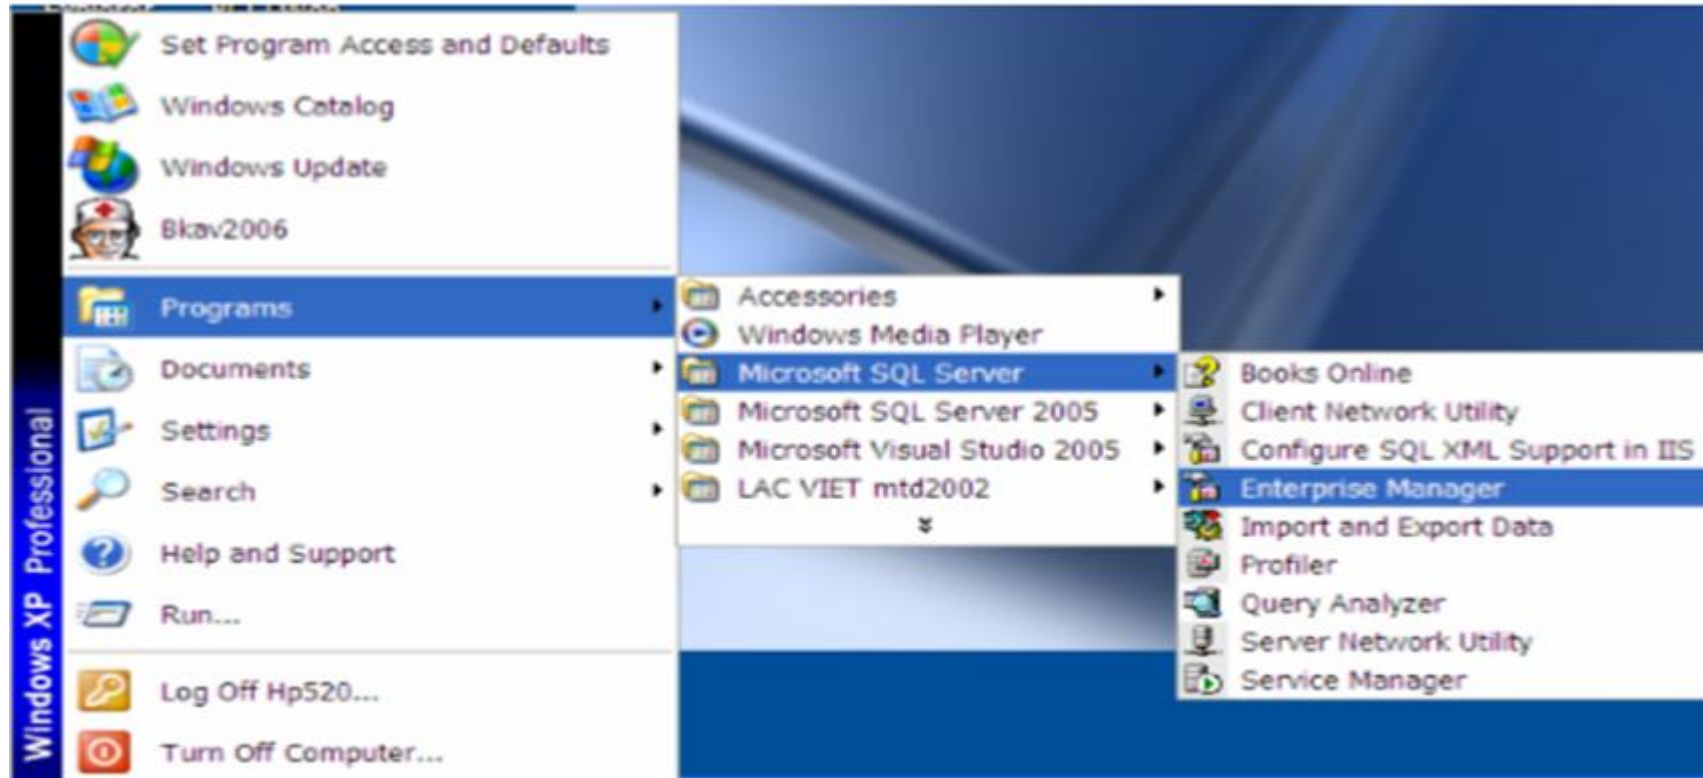 Set Program Access and Defaults
Windows Catalog
Windows Update
Bkav2006
Programs
Documents
Settings
Search
Help and Support
Run...
Log Off Hp520...
Turn Off Computer...
Windows XP Professional
Accessories
Windows Media Player
Microsoft SQL Server
Microsoft SQL Server 2005
Microsoft Visual Studio 2005
LAC VIET mtd2002
Books Online
Client Network Utility
Configure SQL XML Support in IIS
Enterprise Manager
Import and Export Data
Profiler
Query Analyzer
Server Network Utility
Service Manager